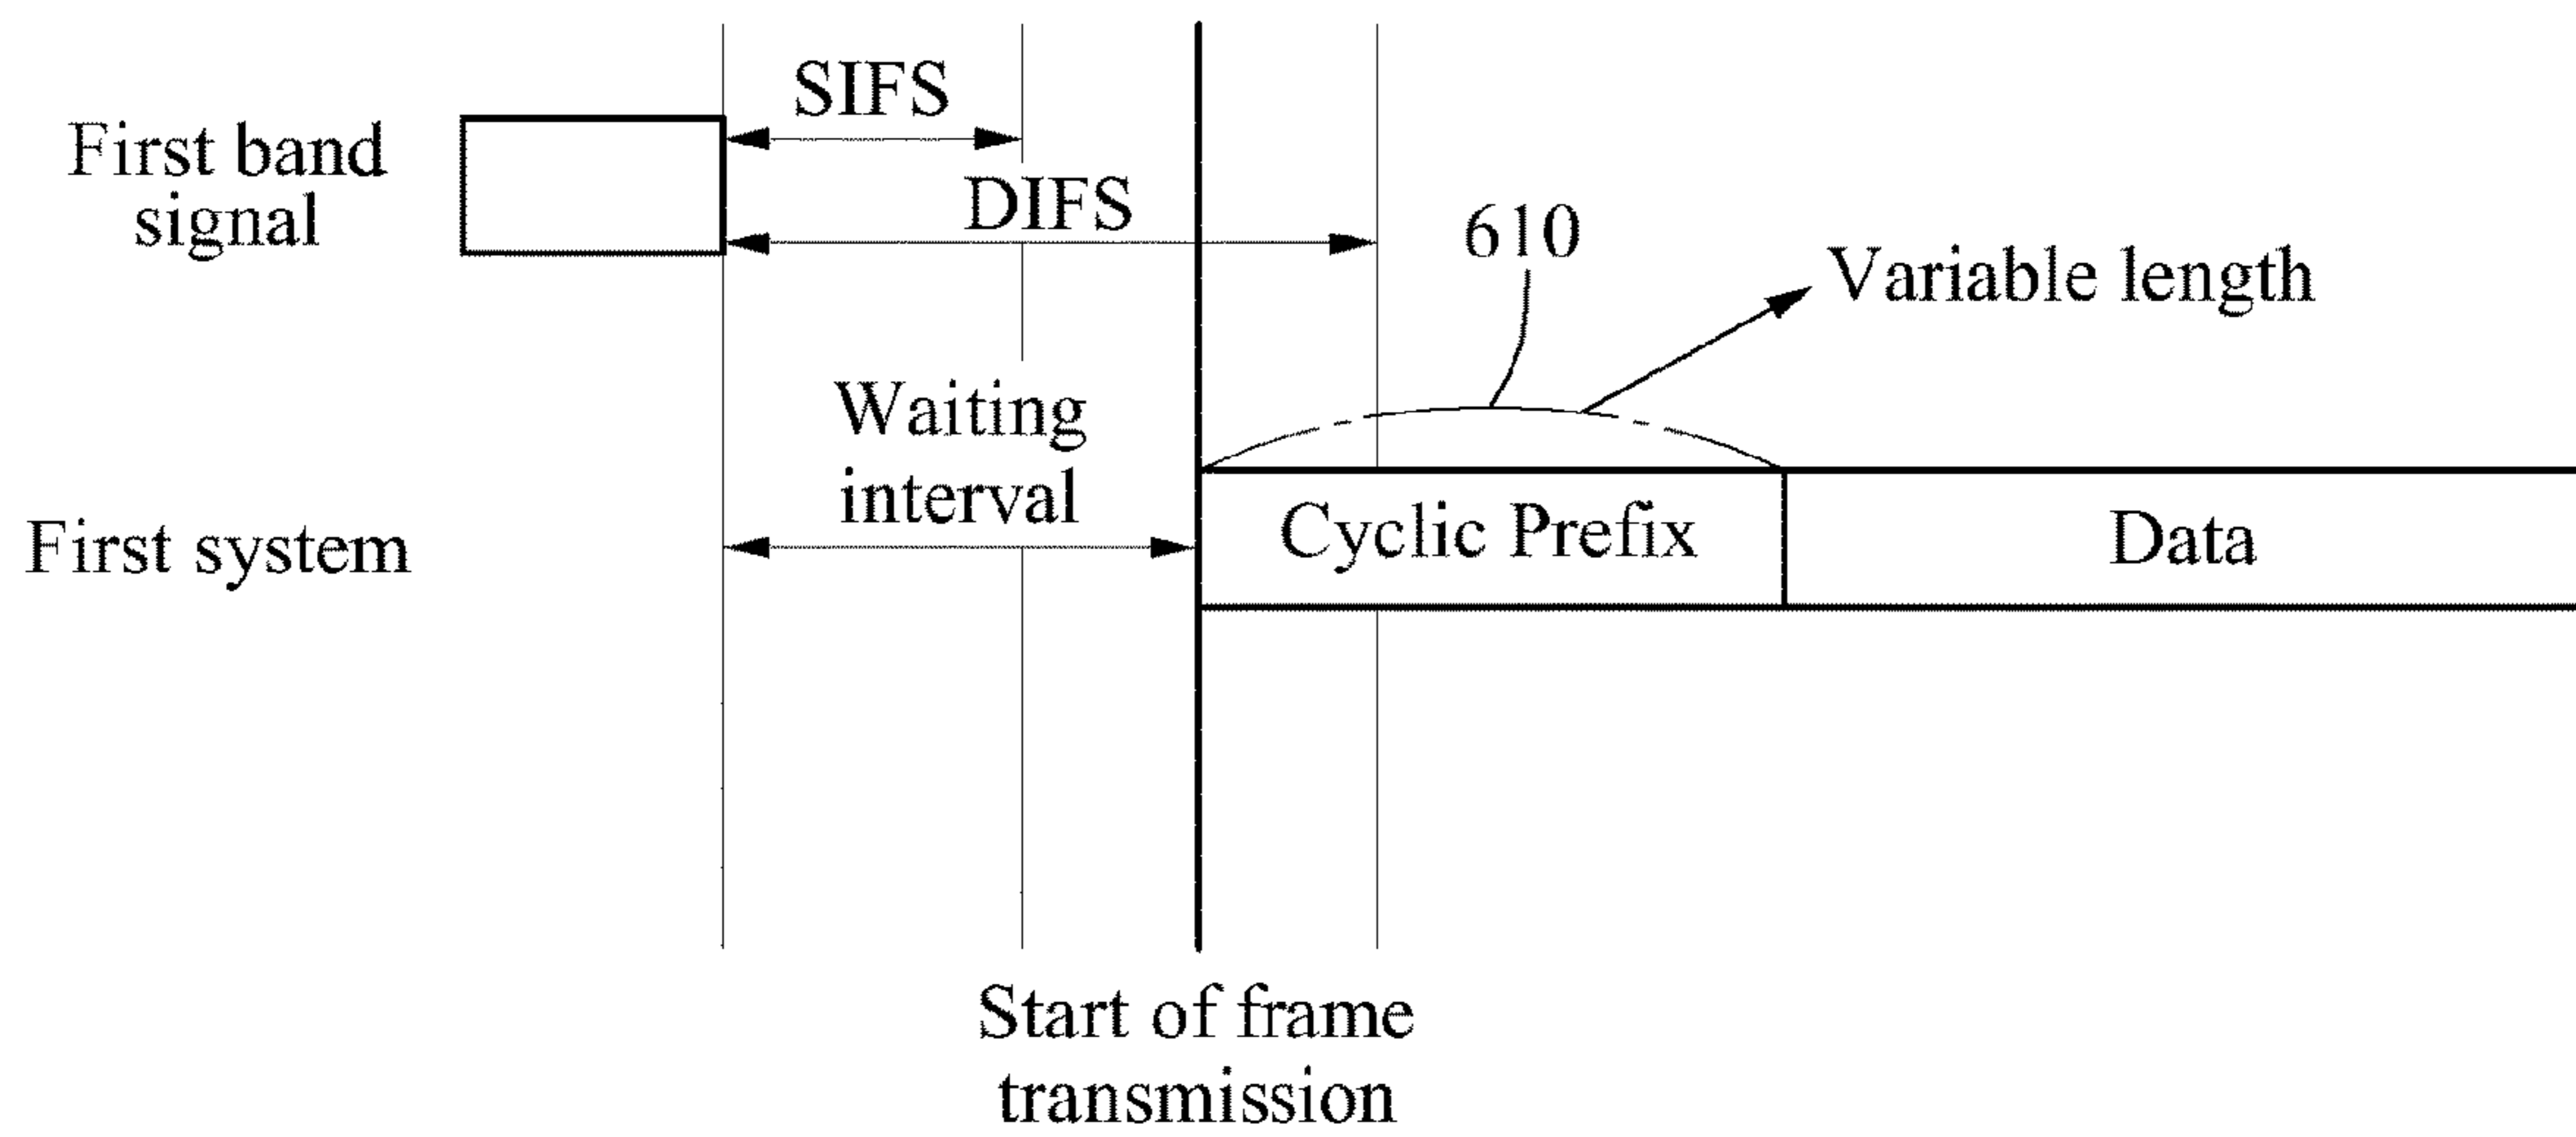 SIFS
First band
signal
DIFS
610
Variable length
Waiting
interval
First system
Cyclic Prefix
Data
Start of frame
transmission